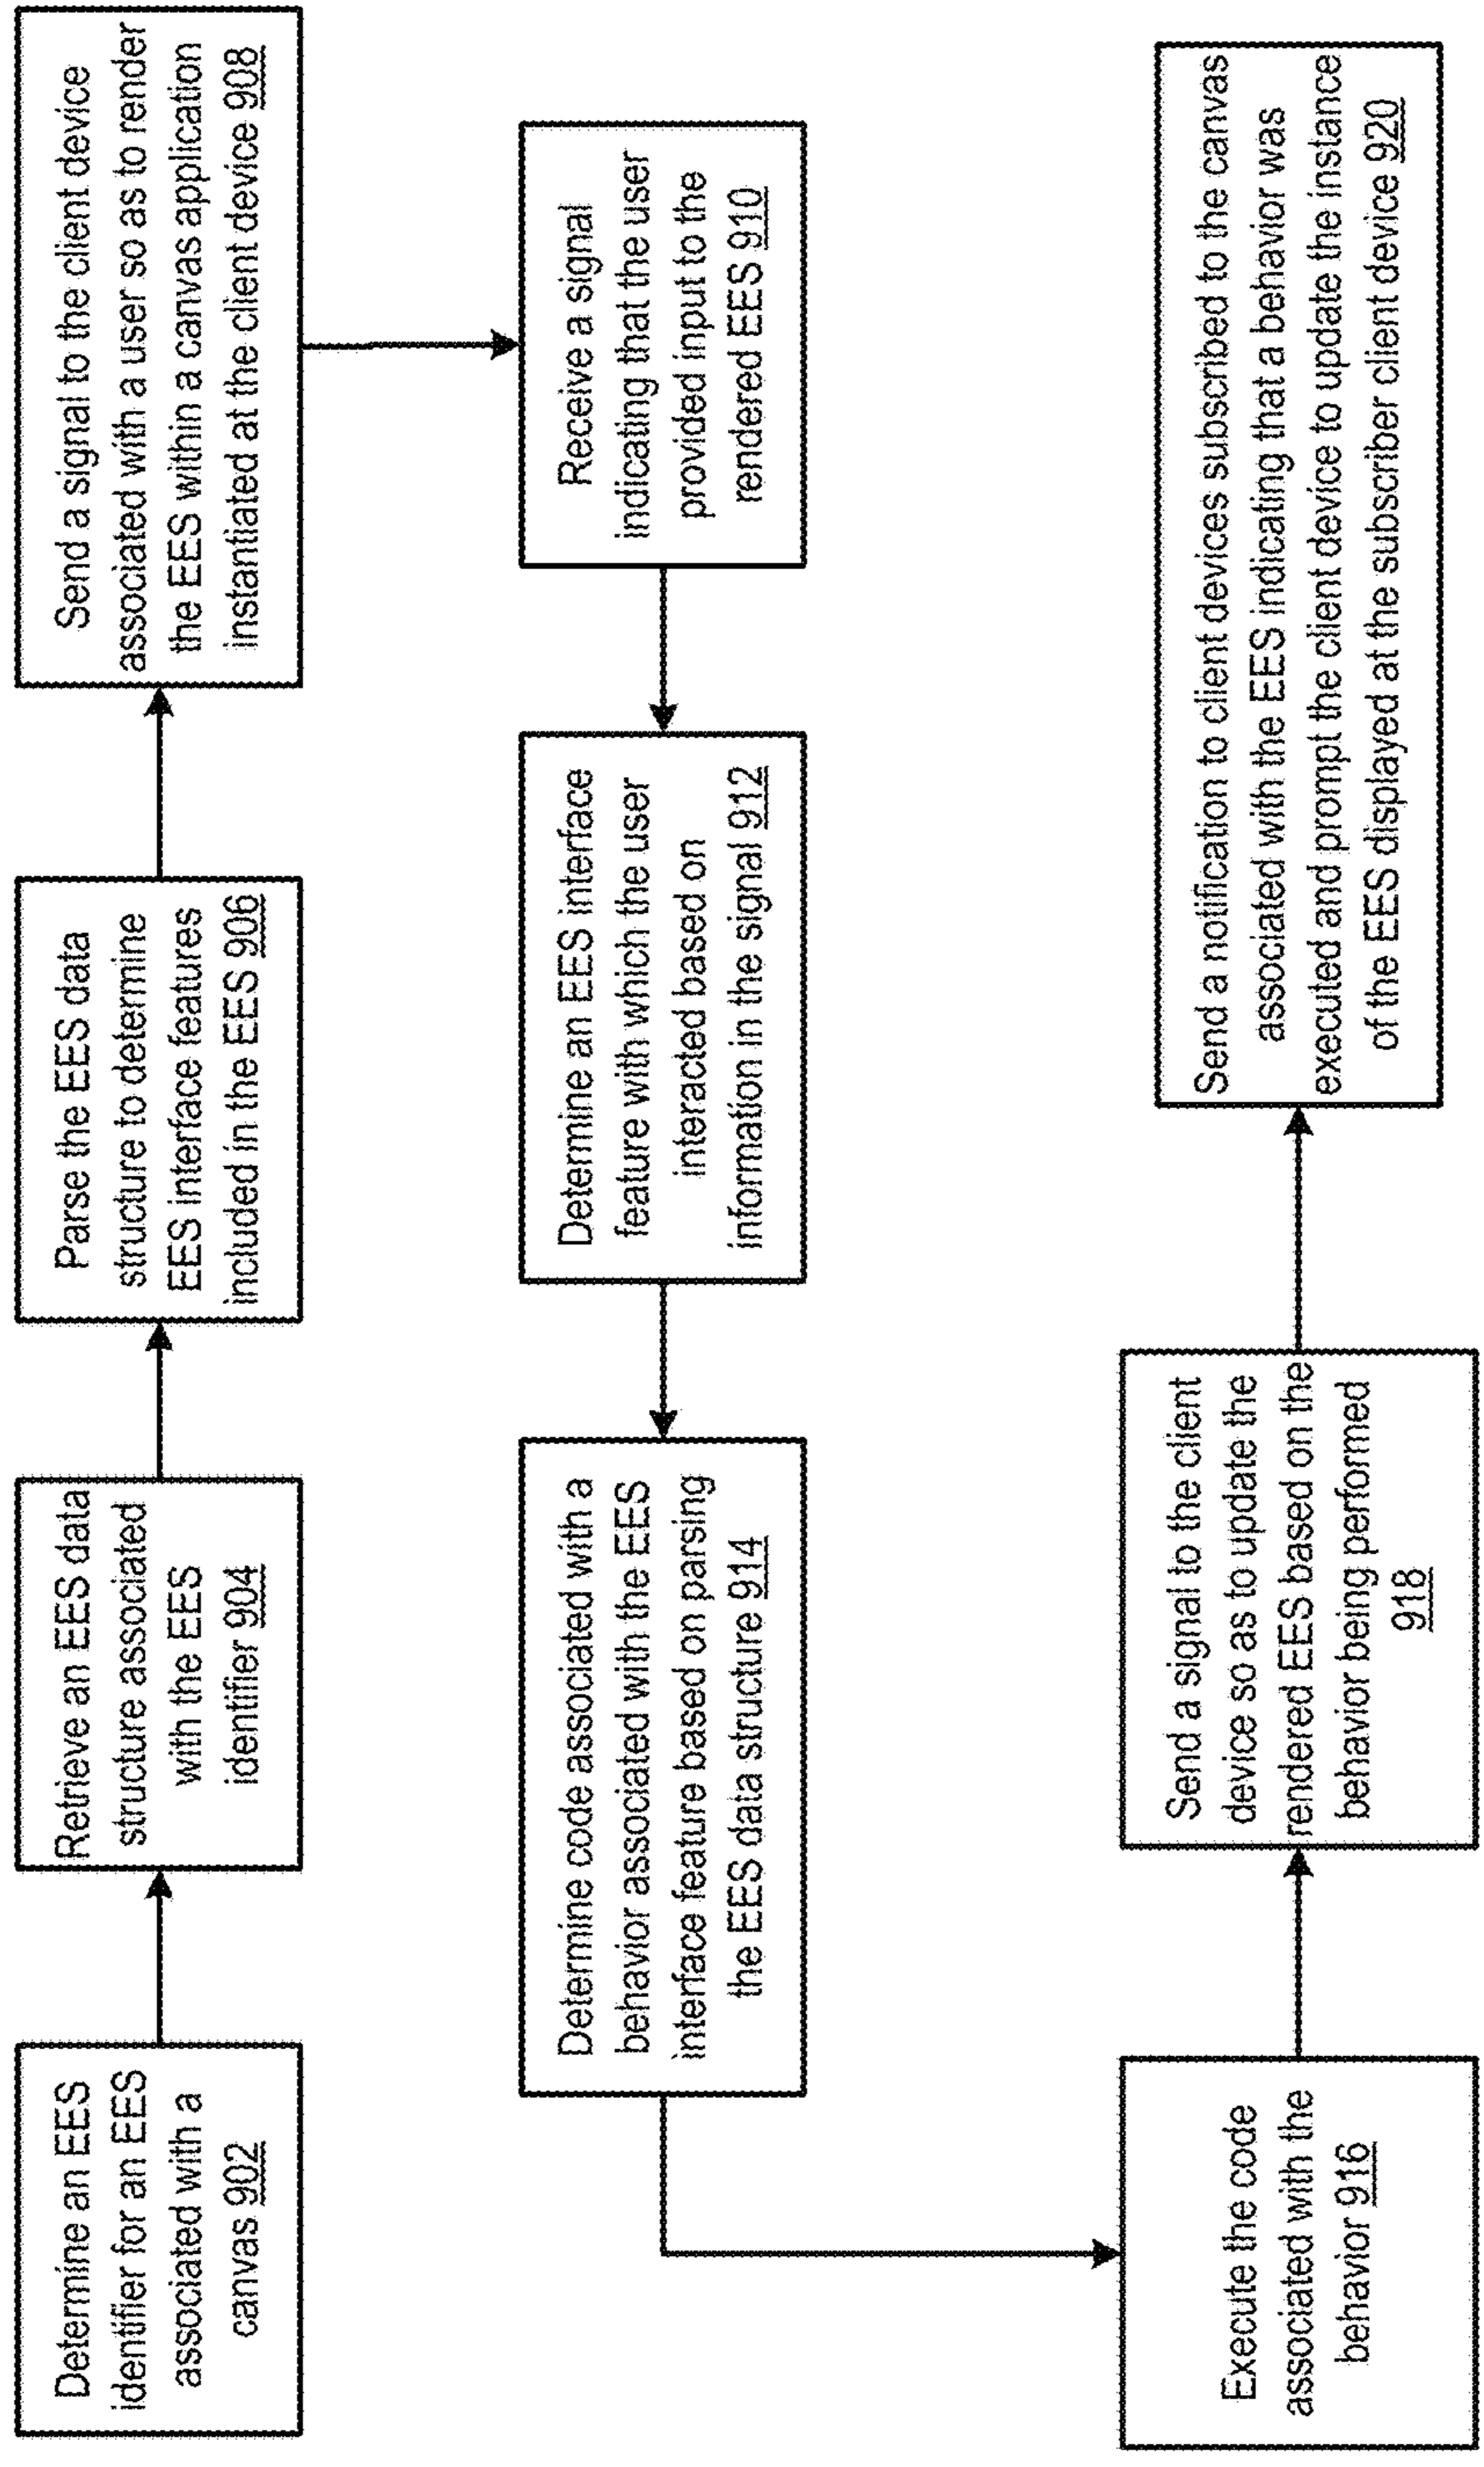 Determine an EES
identifier for an EES
associated with a
canvas 902
Retrieve an EES data
structure associated
with the EES
identifier 904
Parse the EES data
structure to determine
EES interface features
included in the EES 906
Send a signal to the client device
associated with a user so as to render
the EES within a canvas application
instantiated at the client device 908
Receive a signal
indicating that the user
provided input to the
rendered EES 910
Determine an EES interface
feature with which the user
interacted based on
information in the signal 912
Determine code associated with a
behavior associated with the EES
interface feature based on parsing
the EES data structure 914
Execute the code
associated with the
behavior 916
Send a signal to the client
device so as to update the
rendered EES based on the
behavior being performed
918
Send a notification to client devices subscribed to the canvas
associated with the EES indicating that a behavior was
executed and prompt the client device to update the instance
of the EES displayed at the subscriber client device 920